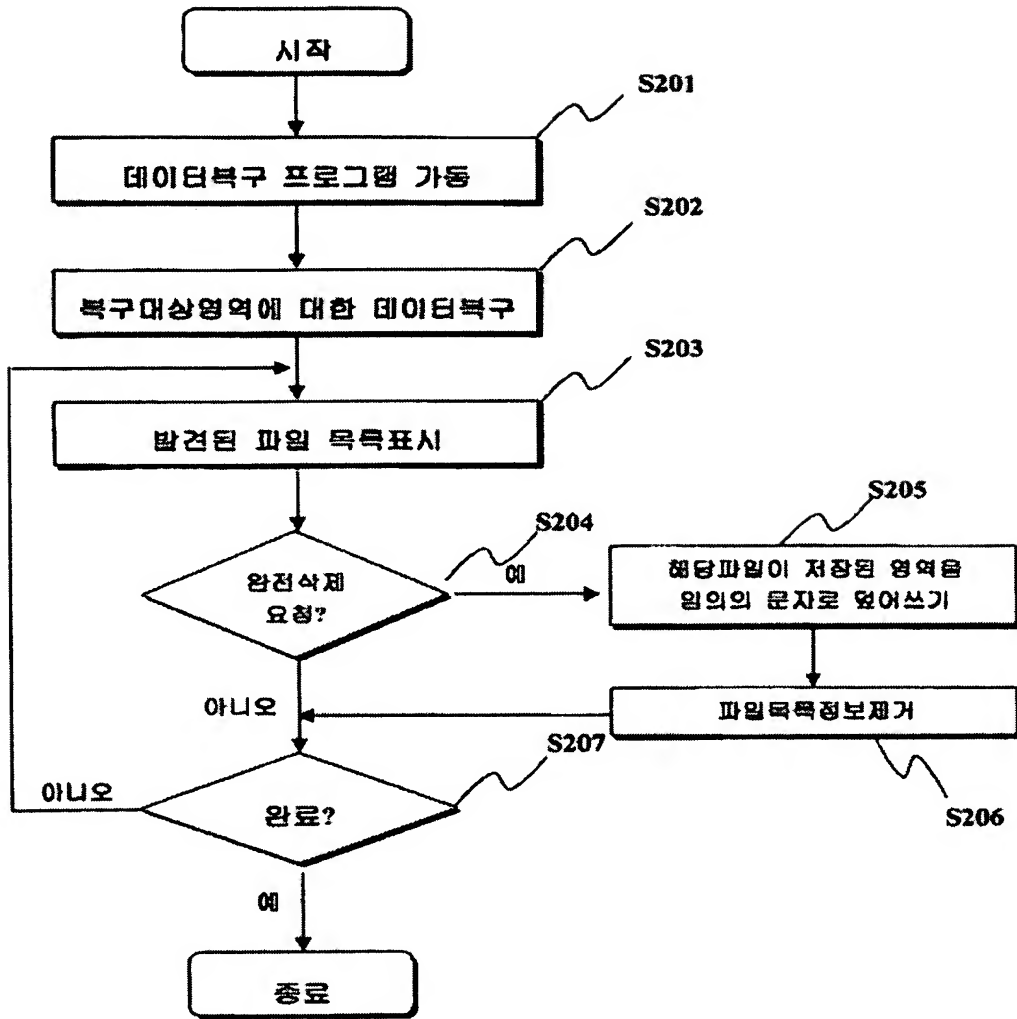 시작
S201
데이터복구 프로그램 가동
S202
복구대상영역에 대한 데이터복구
S203
발견된 파일 목록표시
S204
완전삭제
요청?
예
S205
해당파일이 저장된 영역을
임의의 문자로 덮어쓰기
아니오
파일목록정보제거
S206
S207
완료?
아니오
예
종료